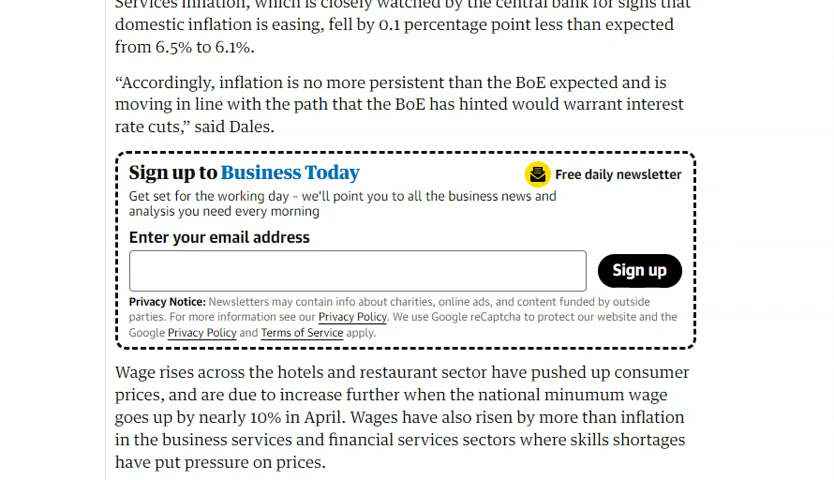 Services inflation, which is closely watched by the central bank for signs that
domestic inflation is easing, fell by 0.1 percentage point less than expected
from 6.5% to 6.1%.
“Accordingly, inflation is no more persistent than the BoE expected and is
moving in line with the path that the BoE has hinted would warrant interest
rate cuts,” said Dales.
Sign up to Business Today
Free daily newsletter
Get set for the working day – we'll point you to all the business news and
analysis you need every morning
Enter your email address
Sign up
Privacy Notice: Newsletters may contain info about charities, online ads, and content funded by outside
parties. For more information see our Privacy Policy. We use Google reCaptcha to protect our website and the
Google Privacy Policy and Terms of Service apply.
Wage rises across the hotels and restaurant sector have pushed up consumer
prices, and are due to increase further when the national minumum wage
goes up by nearly 10% in April. Wages have also risen by more than inflation
in the business services and financial services sectors where skills shortages
have put pressure on prices.